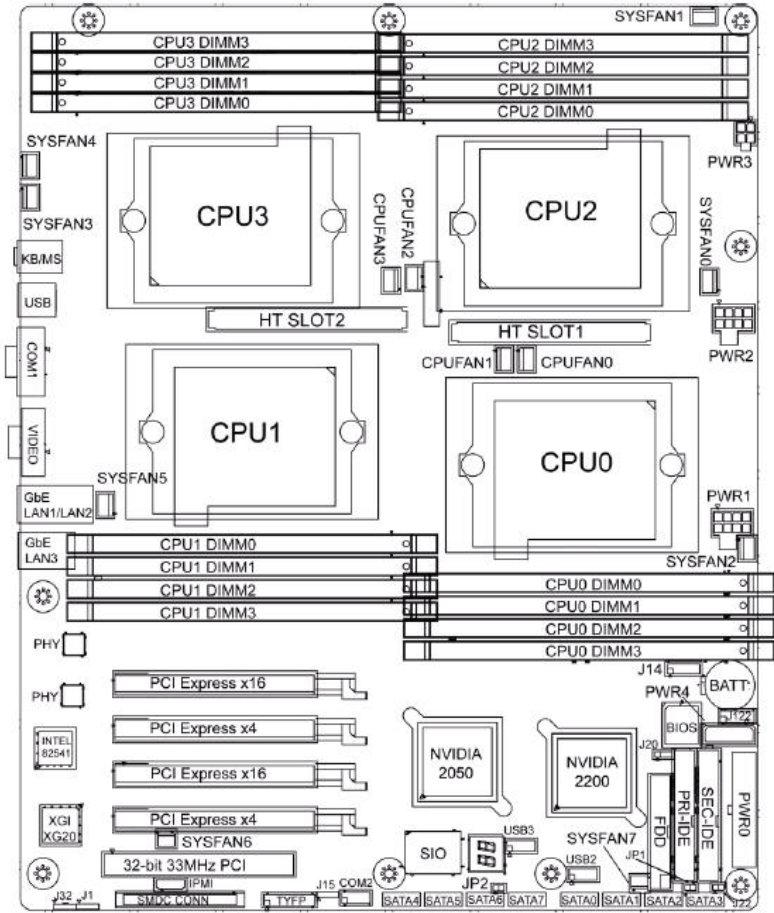 SYSFAN1
CPU3 DIMM3
CPU2 DIMM3
CPU3 DIMM2
CPU2 DIMM2
CPU3 DIMM1
CPU2 DIMM1
CPU3 DIMM0
CPU2 DIMM0
SYSFAN4
PWR3
SYSFAN3
CPU3
CPU2
CPUFAN3
CPUFAN2
SYSFAN0
KB/MS
USB
HT SLOT2
HT SLOT1
COM1
CPUFAN1
CPUFAN0
PWR2
VIDEO
CPU1
CPU0
SYSFAN5
GbE
LAN1/LAN2
PWR1
GbE
LAN3
CPU1 DIMM0
SYSFAN2
CPU1 DIMM1
CPU0 DIMM0
CPU1 DIMM2
CPU0 DIMM1
CPU1 DIMM3
CPU0 DIMM2
CPU0 DIMM3
PHY
J14
BATT
PHY
PCI Express x16
PWR4
J122
BIOS
PCI Express x4
INTEL
82541
NVIDIA
2050
NVIDIA
2200
J20
PCI Express x16
FDD
PRI-IDE
SEC-IDE
PWR0
XGI
XG20
PCI Express x4
SYSFAN6
USB3
SYSFAN7
SIO
JP1
32-bit 33MHz PCI
USB2
IPMI
JP2
J32
J1
SMDC CONN
TYFP
J15
COM2
SATA4
SATA5
SATA6
SATA7
SATA0
SATA1
SATA2
SATA3
J22